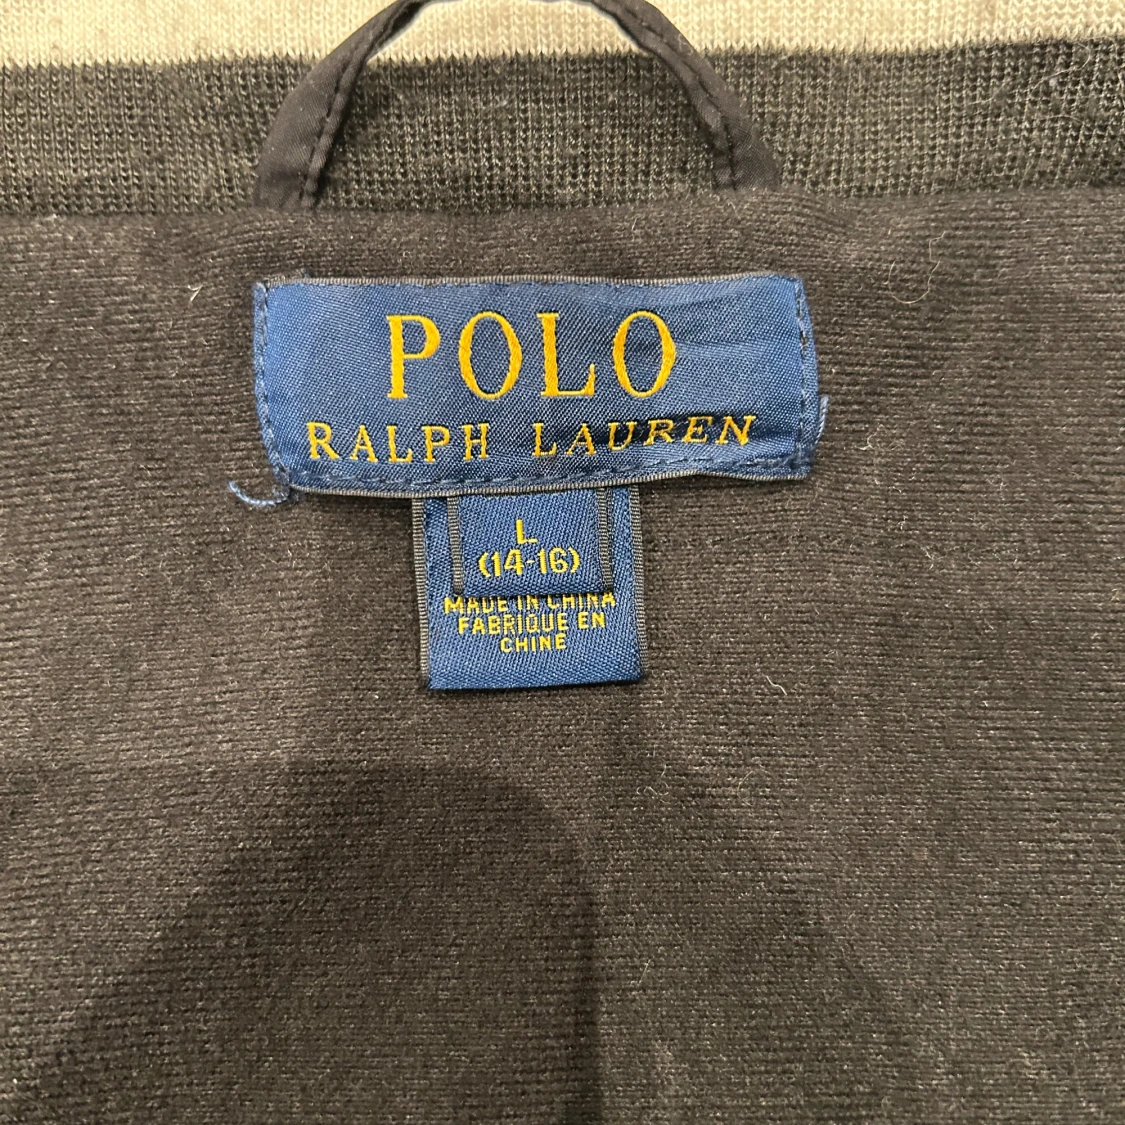 POLO
RALPH LAUREN
L
(14-16)
MADE IN CHINA
FABRIQUE EN
CHINE